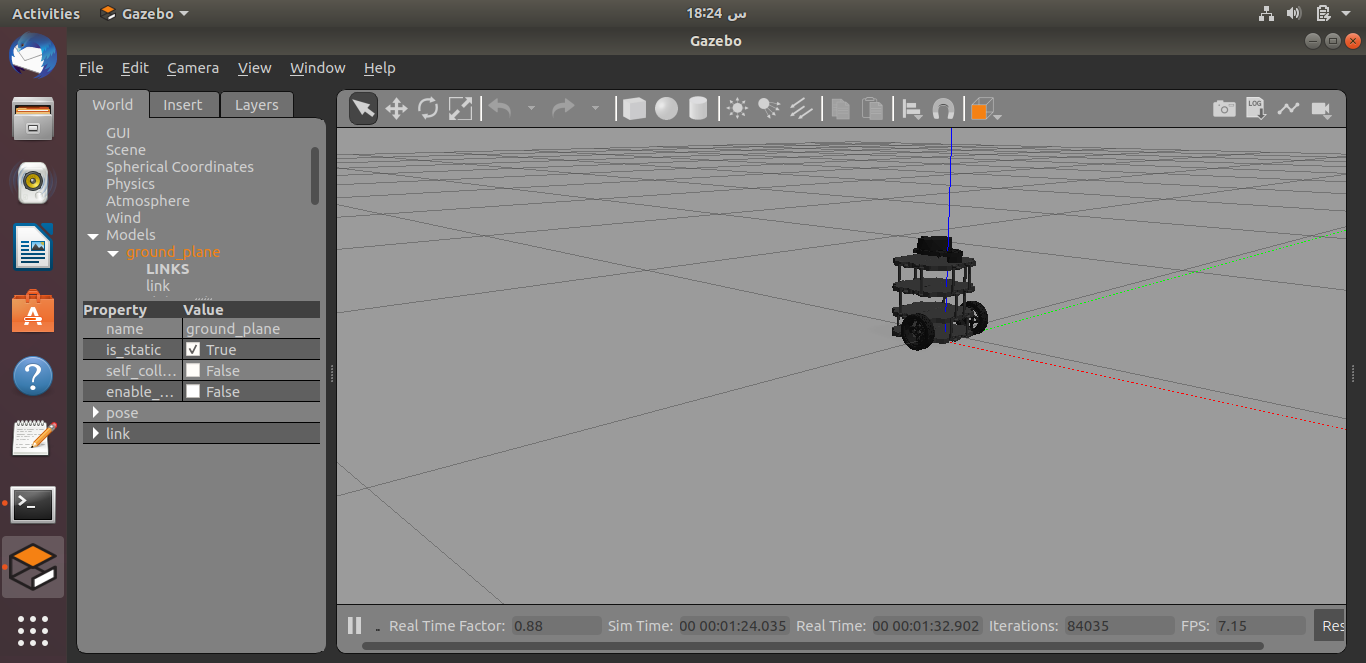 Activities Gazebo 18:24 س
Gazebo
File Edit Camera View Window Help
World Insert Layers
GUI
Scene
Spherical Coordinates
Physics
Atmosphere
Wind
Models
ground_plane
LINKS
link
Property Value
name ground_plane
is_static True
self_coll... False
enable_... False
pose
link
LOG
Real Time Factor: 0.88 Sim Time: 00 00:01:24.035 Real Time: 00 00:01:32.902 Iterations: 84035 FPS: 7.15 Res